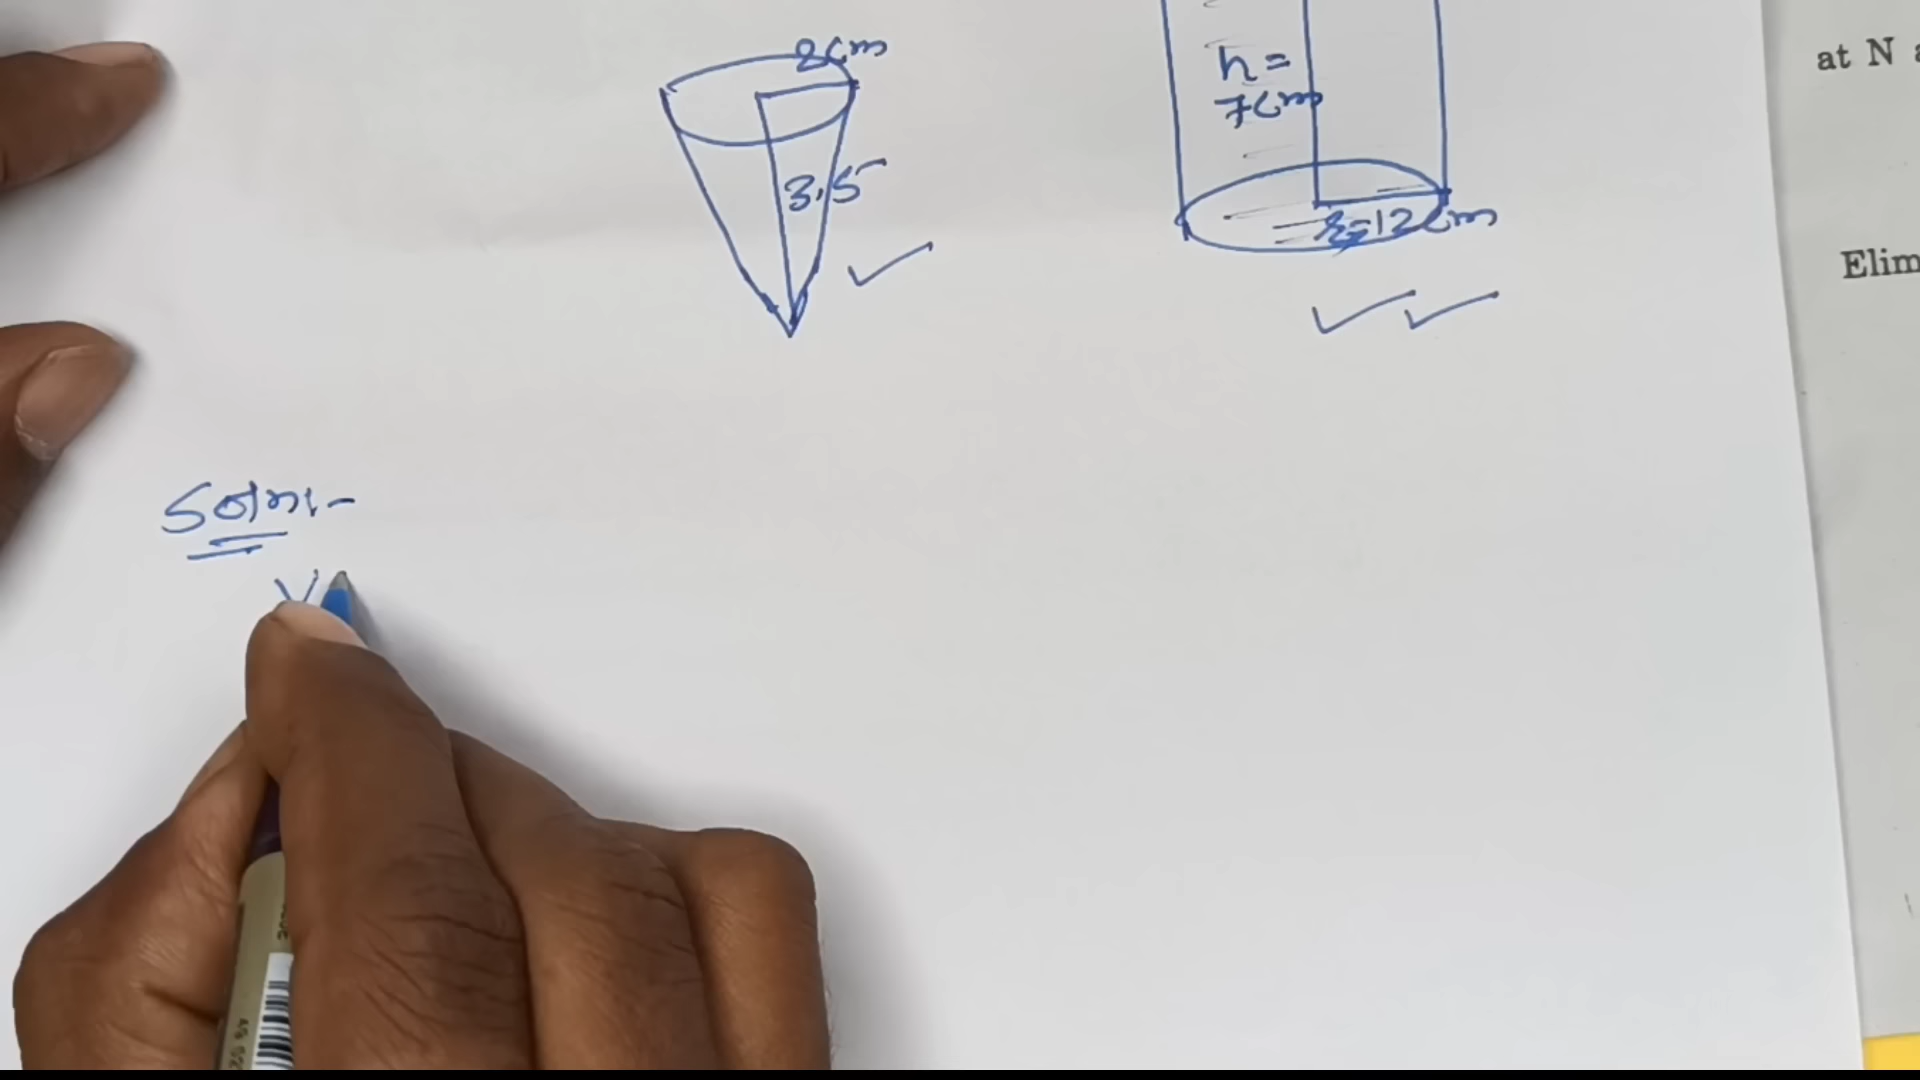 8cm
3.5
h =
7cm
r=12cm
at N
Elim
Soln:-
V